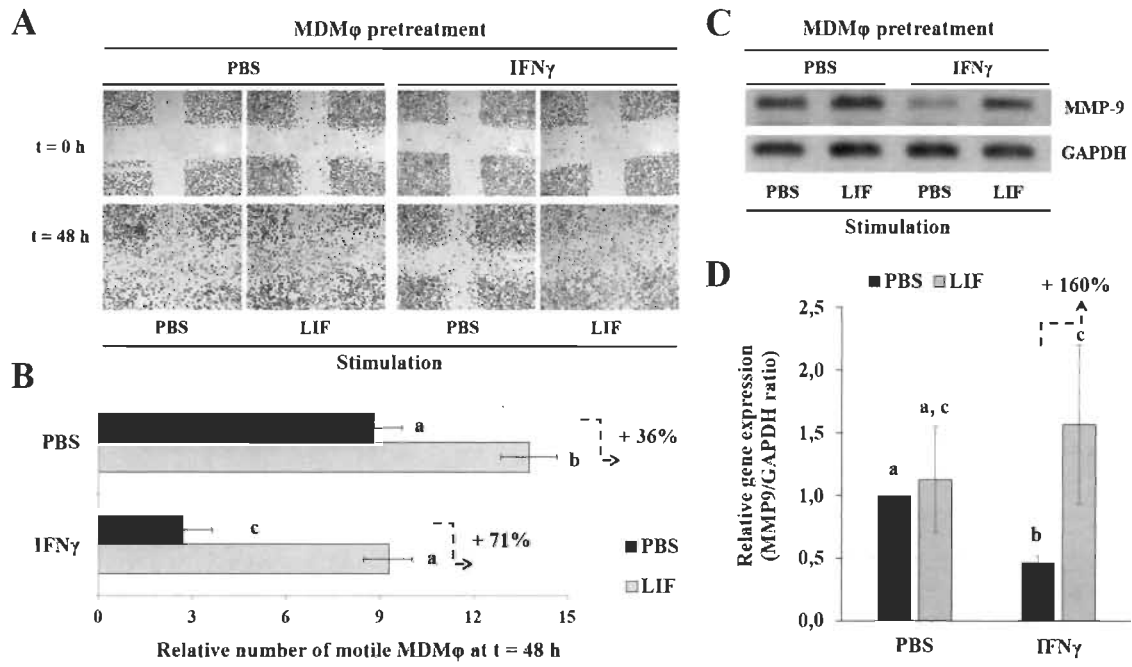 A
MDMφ pretreatment
PBS IFNγ
t = 0 h
t = 48 h
PBS LIF PBS LIF
Stimulation
B
PBS
IFNγ
a
b
+ 36%
c
a
+ 71%
PBS
LIF
0 3 6 9 12 15
Relative number of motile MDMφ at t = 48 h
C
MDMφ pretreatment
PBS IFNγ
MMP-9
GAPDH
PBS LIF PBS LIF
Stimulation
D
PBS LIF
+ 160%
Relative gene expression
(MMP9/GAPDH ratio)
2,5
2,0
1,5
1,0
0,5
0,0
a
a, c
b
c
PBS IFNγ